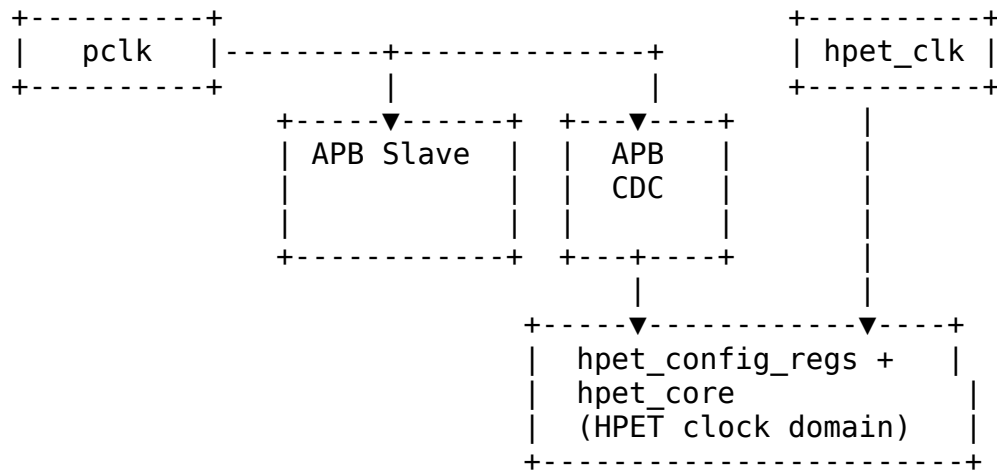 pclk
hpet_clk
APB Slave
APB
CDC
hpet_config_regs +
hpet_core
(HPET clock domain)